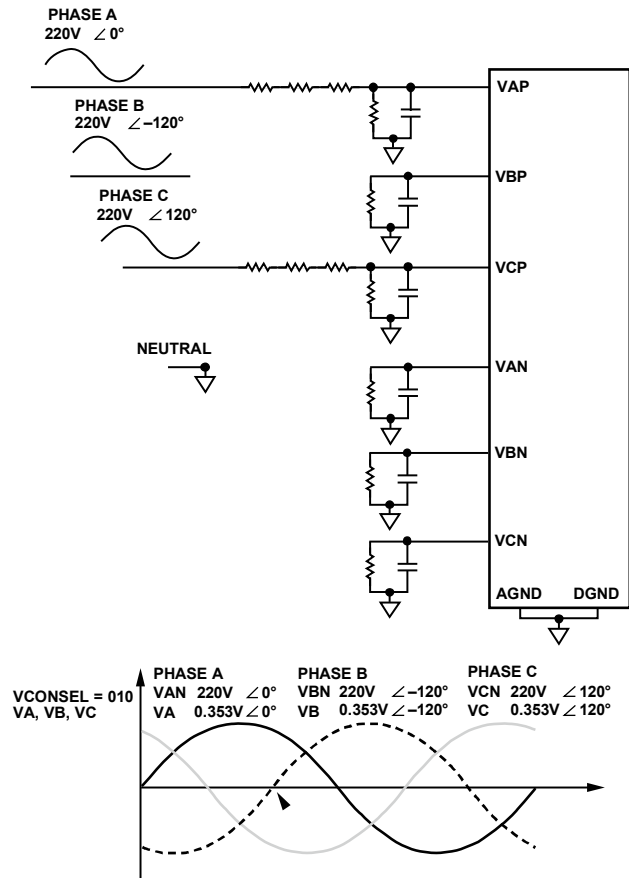 PHASE A
220V ∠ 0°
VAP
PHASE B
220V ∠ –120°
VBP
PHASE C
220V ∠ 120°
VCP
NEUTRAL
VAN
VBN
VCN
AGND DGND
VCONSEL = 010
VA, VB, VC
PHASE A
VAN 220V ∠ 0°
VA 0.353V ∠ 0°
PHASE B
VBN 220V ∠ –120°
VB 0.353V ∠ –120°
PHASE C
VCN 220V ∠ 120°
VC 0.353V ∠ 120°